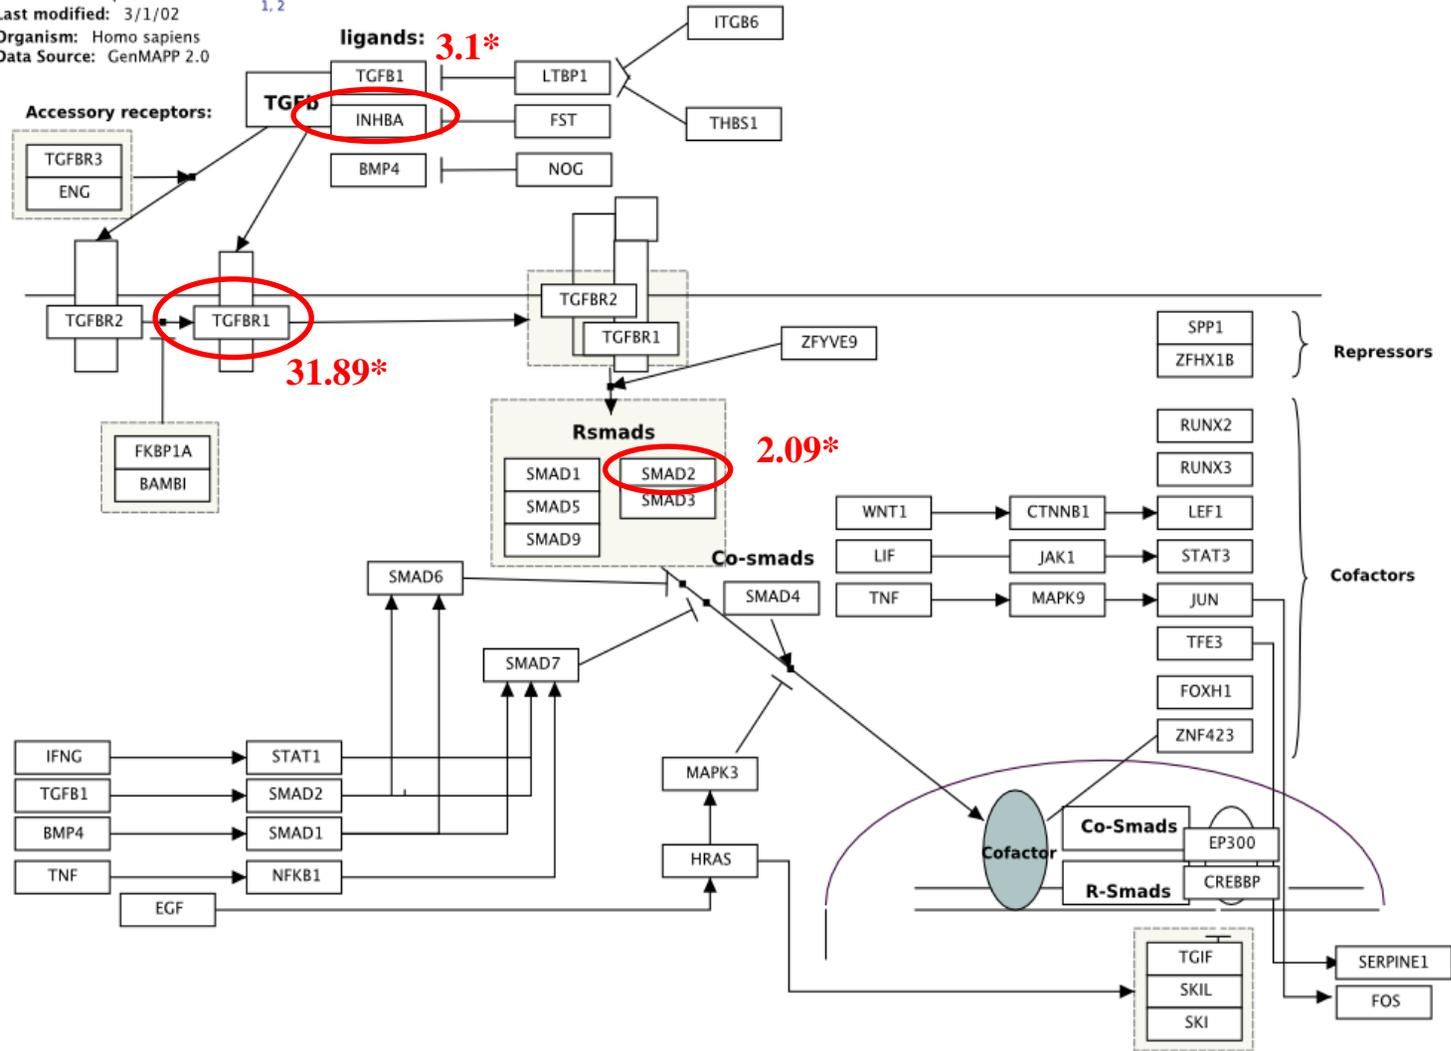 Last modified: 3/1/02
1, 2
Organism: Homo sapiens
Data Source: GenMAPP 2.0
ligands:
3.1*
ITGB6
TGFB1
LTBP1
TGFb
INHBA
FST
THBS1
BMP4
NOG
Accessory receptors:
TGFBR3
ENG
TGFBR2
TGFBR1
31.89*
TGFBR2
TGFBR1
ZFYVE9
SPP1
ZFHX1B
Repressors
FKBP1A
BAMBI
Rsmads
SMAD1
SMAD5
SMAD9
SMAD2
SMAD3
2.09*
RUNX2
RUNX3
WNT1
CTNNB1
LEF1
LIF
JAK1
STAT3
TNF
MAPK9
JUN
TFE3
FOXH1
ZNF423
Cofactors
Co-smads
SMAD4
SMAD6
SMAD7
IFNG
STAT1
TGFB1
SMAD2
BMP4
SMAD1
TNF
NFKB1
EGF
MAPK3
HRAS
Cofactor
Co-Smads
R-Smads
EP300
CREBBP
TGIF
SKIL
SKI
SERPINE1
FOS